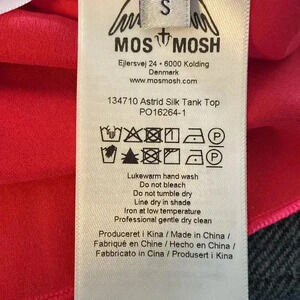 S
MOS MOSH
Ejlersvej 24 • 6000 Kolding
Denmark
www.mosmosh.com
134710 Astrid Silk Tank Top
PO16264-1
Lukewarm hand wash
Do not bleach
Do not tumble dry
Line dry in shade
Iron at low temperature
Professional gentle dry clean
Produceret i Kina / Made in China /
Fabriqué en Chine / Hecho en China /
Fabbricato in Cina / Produsert i Kina